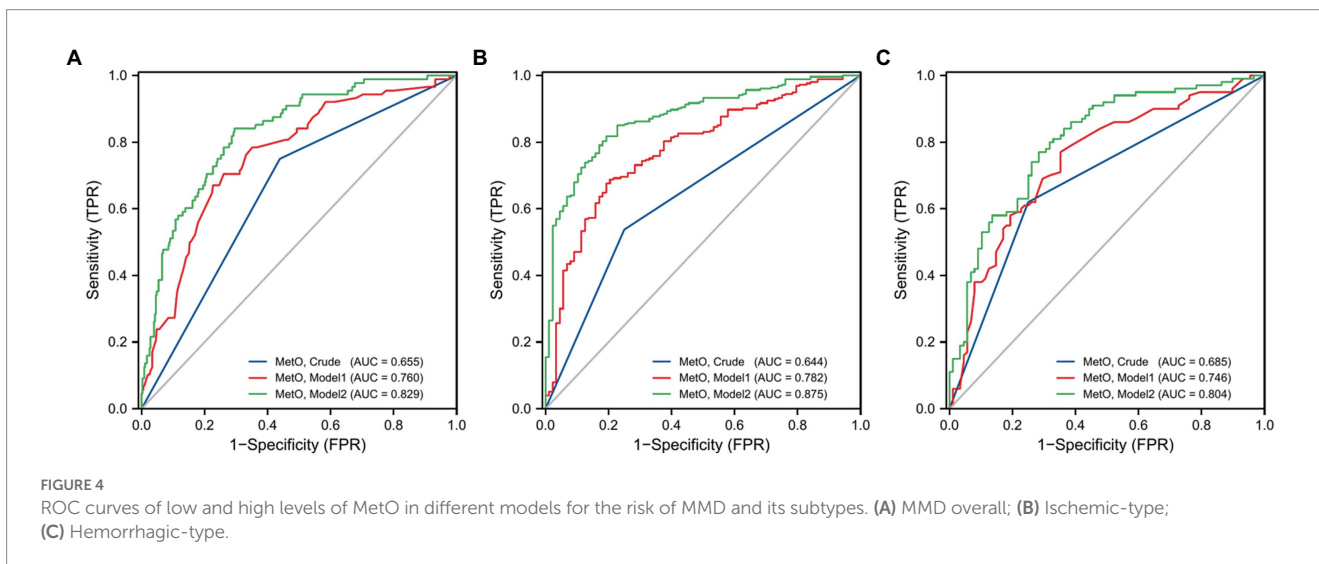 A
1.0
0.8
0.6
0.4
0.2
0.0
Sensitivity (TPR)
MetO, Crude (AUC = 0.655)
MetO, Model1 (AUC = 0.760)
MetO, Model2 (AUC = 0.829)
0.0 0.2 0.4 0.6 0.8 1.0
1−Specificity (FPR)
B
1.0
0.8
0.6
0.4
0.2
0.0
Sensitivity (TPR)
MetO, Crude (AUC = 0.644)
MetO, Model1 (AUC = 0.782)
MetO, Model2 (AUC = 0.875)
0.0 0.2 0.4 0.6 0.8 1.0
1−Specificity (FPR)
C
1.0
0.8
0.6
0.4
0.2
0.0
Sensitivity (TPR)
MetO, Crude (AUC = 0.685)
MetO, Model1 (AUC = 0.746)
MetO, Model2 (AUC = 0.804)
0.0 0.2 0.4 0.6 0.8 1.0
1−Specificity (FPR)
FIGURE 4
ROC curves of low and high levels of MetO in different models for the risk of MMD and its subtypes. (A) MMD overall; (B) Ischemic-type;
(C) Hemorrhagic-type.